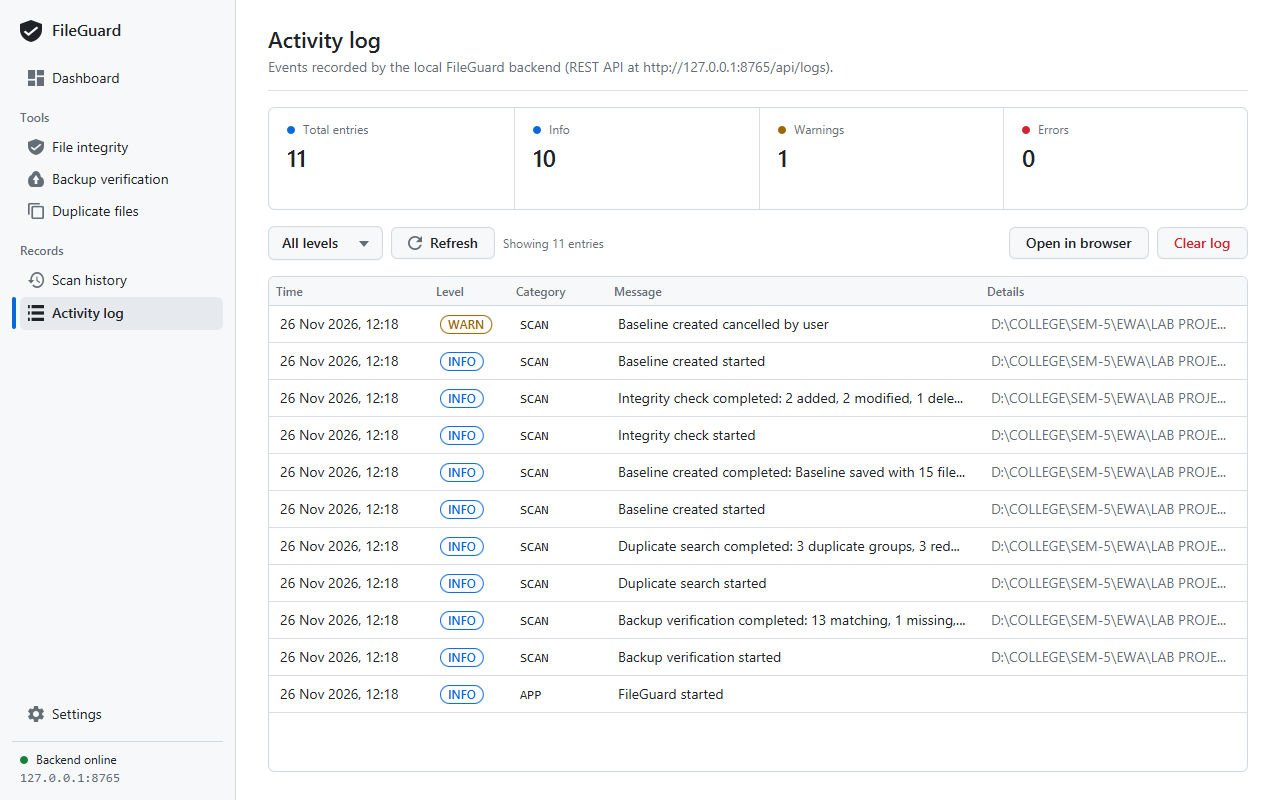 FileGuard
Dashboard
Tools
File integrity
Backup verification
Duplicate files
Records
Scan history
Activity log
Settings
Backend online
127.0.0.1:8765
Activity log
Events recorded by the local FileGuard backend (REST API at http://127.0.0.1:8765/api/logs).
Total entries
11
Info
10
Warnings
1
Errors
0
All levels
Refresh
Showing 11 entries
Open in browser
Clear log
Time Level Category Message Details
26 Nov 2026, 12:18 WARN SCAN Baseline created cancelled by user D:\COLLEGE\SEM-5\EWA\LAB PROJE...
26 Nov 2026, 12:18 INFO SCAN Baseline created started D:\COLLEGE\SEM-5\EWA\LAB PROJE...
26 Nov 2026, 12:18 INFO SCAN Integrity check completed: 2 added, 2 modified, 1 dele... D:\COLLEGE\SEM-5\EWA\LAB PROJE...
26 Nov 2026, 12:18 INFO SCAN Integrity check started D:\COLLEGE\SEM-5\EWA\LAB PROJE...
26 Nov 2026, 12:18 INFO SCAN Baseline created completed: Baseline saved with 15 file... D:\COLLEGE\SEM-5\EWA\LAB PROJE...
26 Nov 2026, 12:18 INFO SCAN Baseline created started D:\COLLEGE\SEM-5\EWA\LAB PROJE...
26 Nov 2026, 12:18 INFO SCAN Duplicate search completed: 3 duplicate groups, 3 red... D:\COLLEGE\SEM-5\EWA\LAB PROJE...
26 Nov 2026, 12:18 INFO SCAN Duplicate search started D:\COLLEGE\SEM-5\EWA\LAB PROJE...
26 Nov 2026, 12:18 INFO SCAN Backup verification completed: 13 matching, 1 missing,... D:\COLLEGE\SEM-5\EWA\LAB PROJE...
26 Nov 2026, 12:18 INFO SCAN Backup verification started D:\COLLEGE\SEM-5\EWA\LAB PROJE...
26 Nov 2026, 12:18 INFO APP FileGuard started